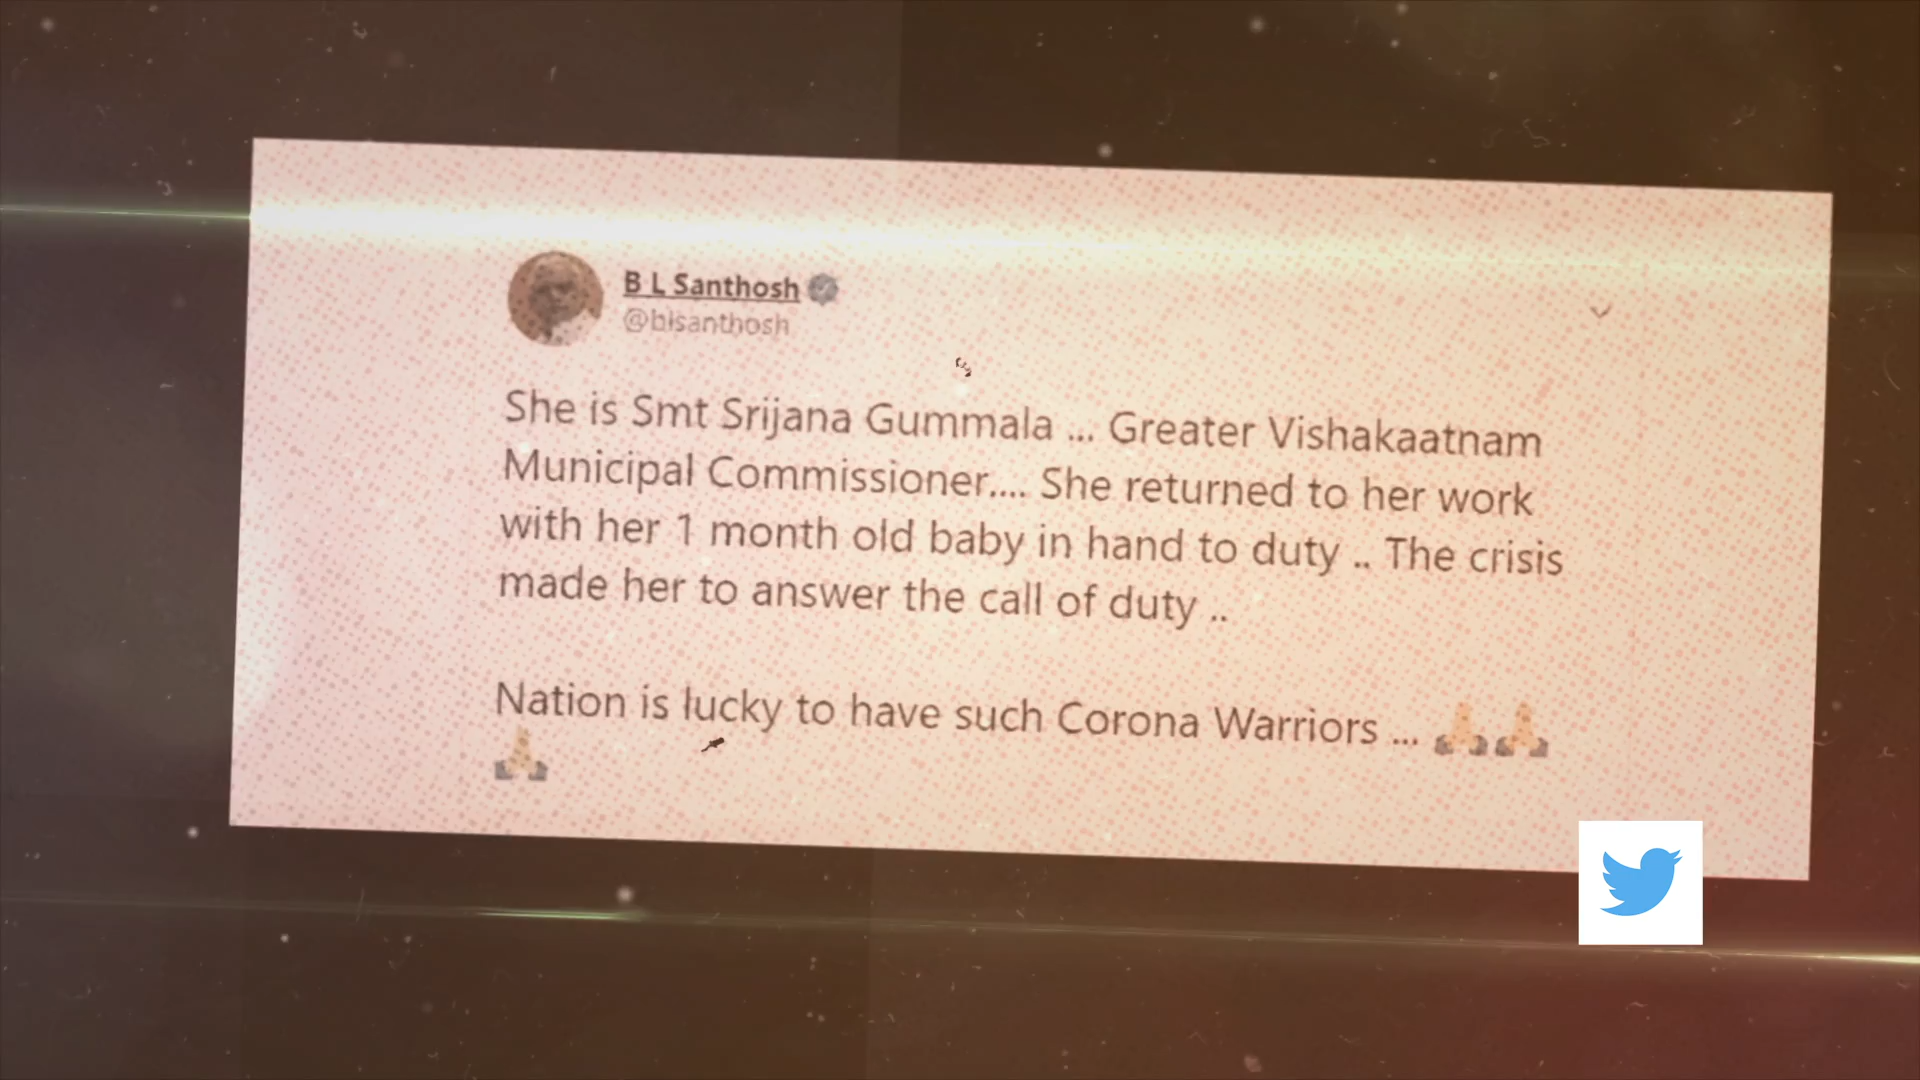 B L Santhosh
@blsanthosh
She is Smt Srijana Gummala ... Greater Vishakaatnam
Municipal Commissioner.... She returned to her work
with her 1 month old baby in hand to duty .. The crisis
made her to answer the call of duty ..
Nation is lucky to have such Corona Warriors ... 🙏🙏
🙏